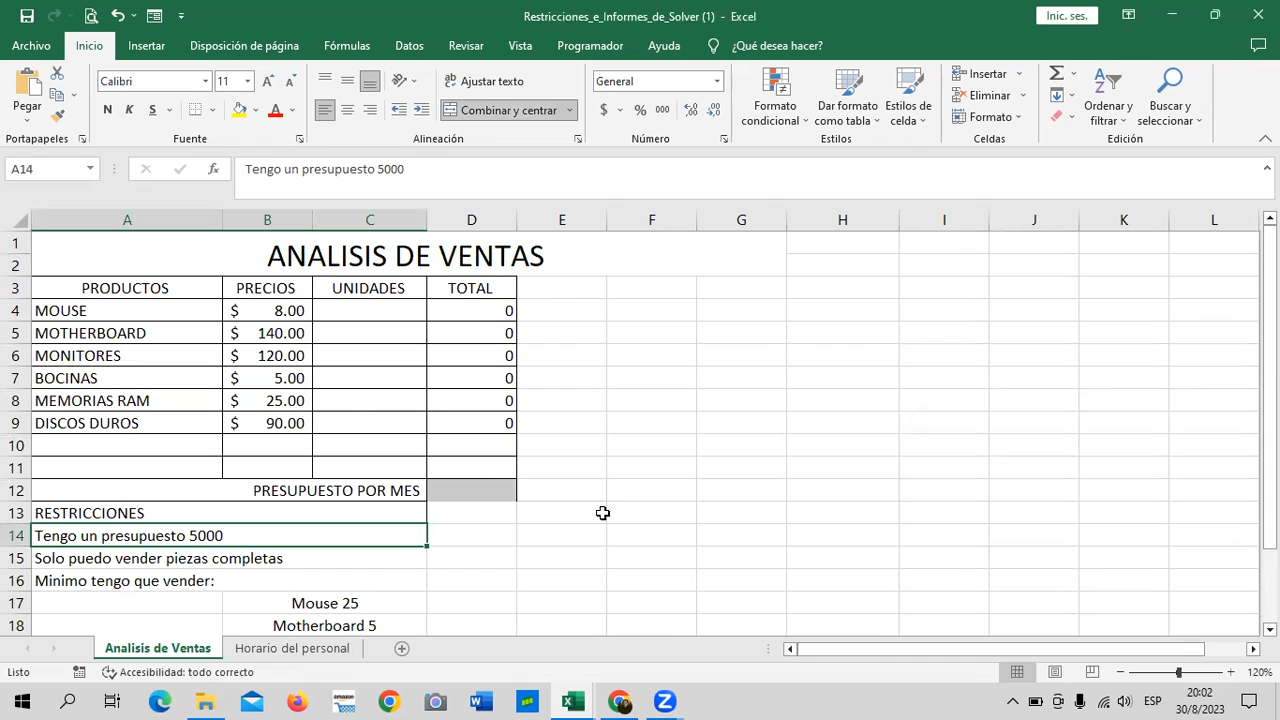 Restricciones_e_Informes_de_Solver (1) - Excel
Inic. ses.
Archivo Inicio Insertar Disposición de página Fórmulas Datos Revisar Vista Programador Ayuda ¿Qué desea hacer?
Pegar
Portapapeles
Calibri 11
N K S
Fuente
Ajustar texto
Combinar y centrar
Alineación
General
$ % 000
Número
Formato condicional
Dar formato como tabla
Estilos de celda
Estilos
Insertar
Eliminar
Formato
Celdas
Ordenar y filtrar
Buscar y seleccionar
Edición
A14 fx Tengo un presupuesto 5000
A B C D E F G H I J K L
1
2 ANALISIS DE VENTAS
3 PRODUCTOS PRECIOS UNIDADES TOTAL
4 MOUSE $ 8.00 0
5 MOTHERBOARD $ 140.00 0
6 MONITORES $ 120.00 0
7 BOCINAS $ 5.00 0
8 MEMORIAS RAM $ 25.00 0
9 DISCOS DUROS $ 90.00 0
10
11
12 PRESUPUESTO POR MES
13 RESTRICCIONES
14 Tengo un presupuesto 5000
15 Solo puedo vender piezas completas
16 Minimo tengo que vender:
17 Mouse 25
18 Motherboard 5
Analisis de Ventas Horario del personal
Listo Accesibilidad: todo correcto 120%
amazon
ESP
20:02
30/8/2023